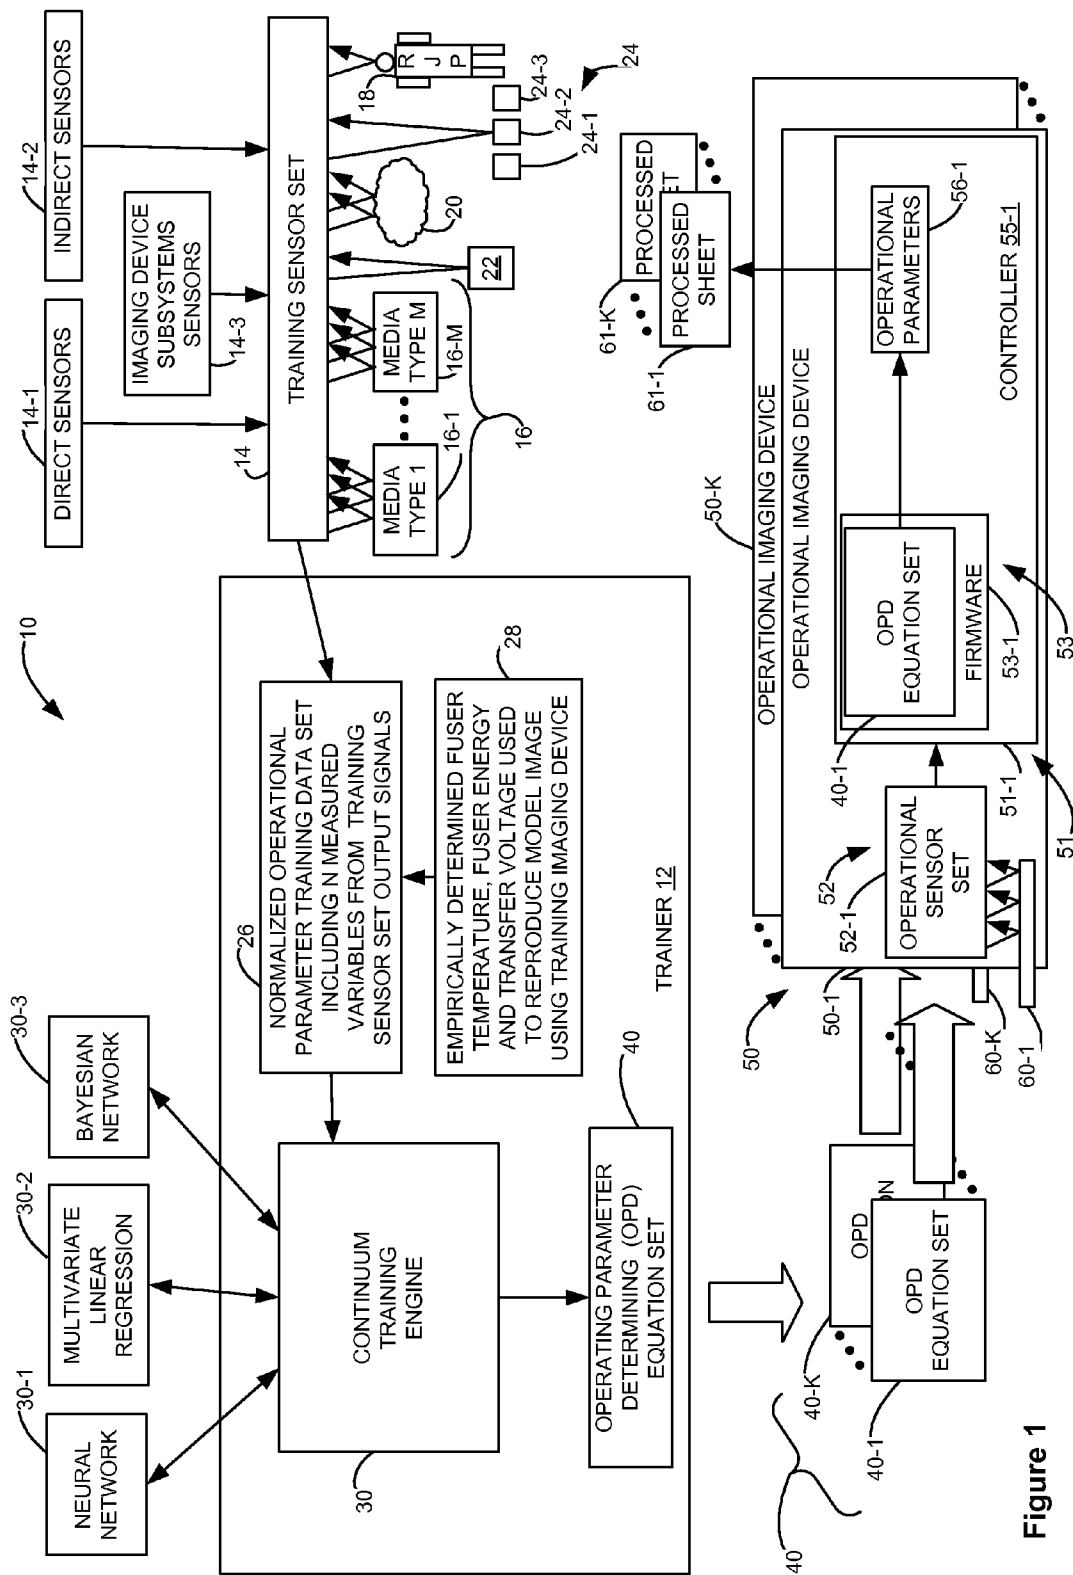 10
NEURAL
NETWORK
30-1
MULTIVARIATE
LINEAR
REGRESSION
30-2
BAYESIAN
NETWORK
30-3
DIRECT SENSORS
14-1
INDIRECT SENSORS
14-2
IMAGING DEVICE
SUBSYSTEMS
SENSORS
14-3
TRAINING SENSOR SET
14
MEDIA
TYPE 1
16-1
MEDIA
TYPE M
16-M
16
22
20
18
R
J
P
24-1
24-2
24-3
24
CONTINUUM
TRAINING
ENGINE
30
26
NORMALIZED OPERATIONAL
PARAMETER TRAINING DATA SET
INCLUDING N MEASURED
VARIABLES FROM TRAINING
SENSOR SET OUTPUT SIGNALS
28
EMPIRICALLY DETERMINED FUSER
TEMPERATURE, FUSER ENERGY
AND TRANSFER VOLTAGE USED
TO REPRODUCE MODEL IMAGE
USING TRAINING IMAGING DEVICE
OPERATING PARAMETER
DETERMINING (OPD)
EQUATION SET
40
TRAINER 12
40
40-K
OPD
ON
40-1
OPD
EQUATION SET
50
50-1
50-K
OPERATIONAL IMAGING DEVICE
OPERATIONAL IMAGING DEVICE
60-K
60-1
52
52-1
OPERATIONAL
SENSOR
SET
51
51-1
40-1
OPD
EQUATION SET
FIRMWARE
53-1
53
OPERATIONAL
PARAMETERS
56-1
CONTROLLER 55-1
61-K
PROCESSED
ET
61-1
PROCESSED
SHEET
Figure 1